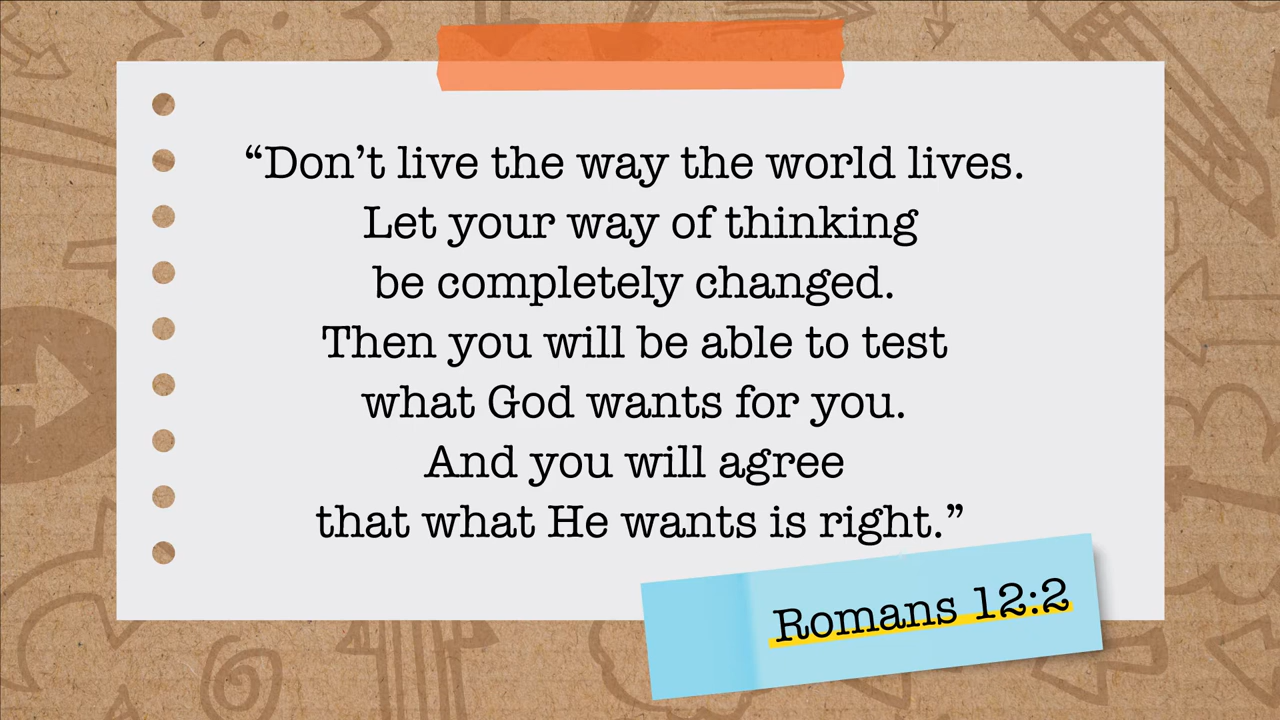 “Don’t live the way the world lives.
Let your way of thinking
be completely changed.
Then you will be able to test
what God wants for you.
And you will agree
that what He wants is right.”
Romans 12:2